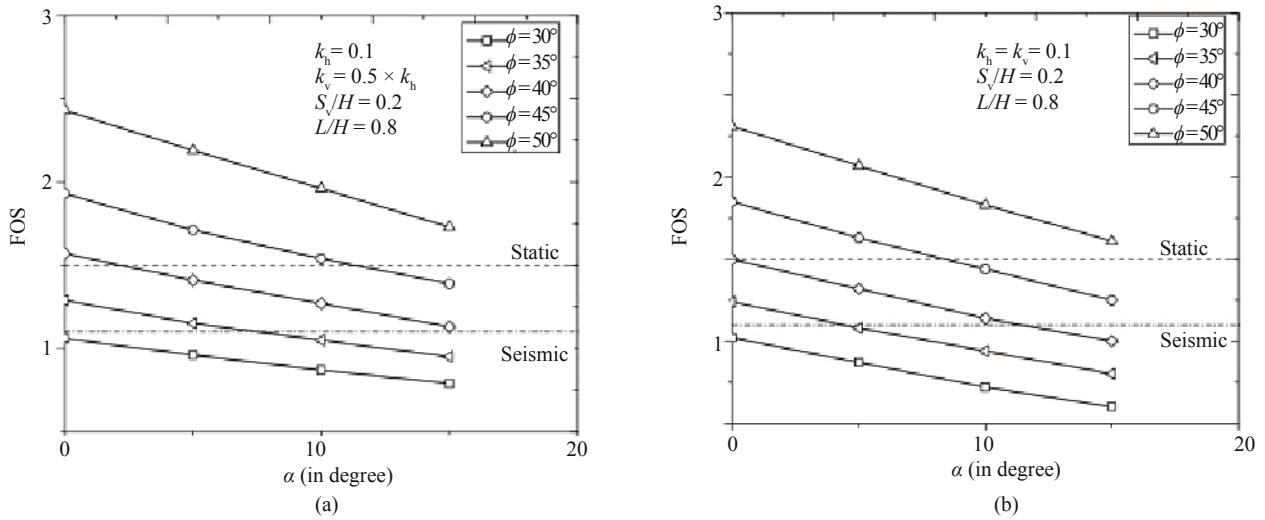 3
2
1
FOS
k_h = 0.1
k_v = 0.5 × k_h
S_v/H = 0.2
L/H = 0.8
ϕ = 30°
ϕ = 35°
ϕ = 40°
ϕ = 45°
ϕ = 50°
Static
Seismic
0 10 20
α (in degree)
(a)
3
2
1
FOS
k_h = k_v = 0.1
S_v/H = 0.2
L/H = 0.8
ϕ = 30°
ϕ = 35°
ϕ = 40°
ϕ = 45°
ϕ = 50°
Static
Seismic
0 10 20
α (in degree)
(b)